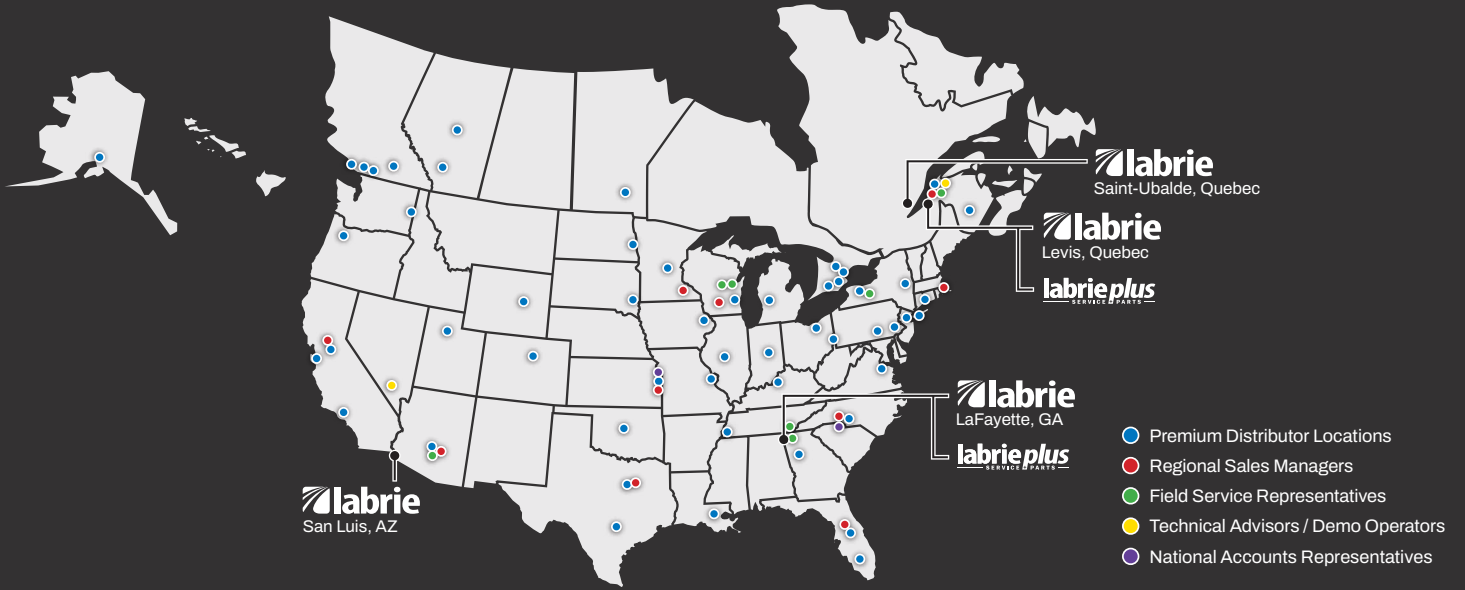 labrie
Saint-Ubalde, Quebec
labrie
Levis, Quebec
labrieplus
SERVICE & PARTS
labrie
LaFayette, GA
labrieplus
SERVICE & PARTS
labrie
San Luis, AZ
Premium Distributor Locations
Regional Sales Managers
Field Service Representatives
Technical Advisors / Demo Operators
National Accounts Representatives